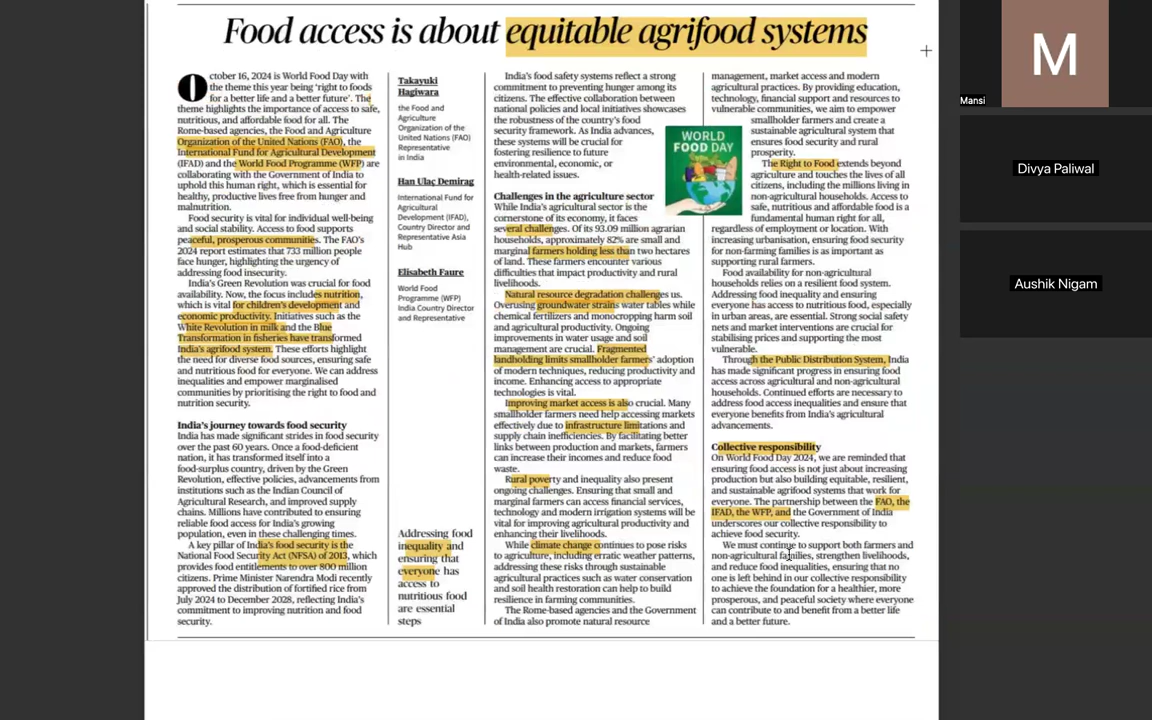 Food access is about equitable agrifood systems
October 16, 2024 is World Food Day with
the theme this year being ‘right to foods
for a better life and a better future’. The
theme highlights the importance of access to safe,
nutritious, and affordable food for all. The
Rome-based agencies, the Food and Agriculture
Organization of the United Nations (FAO), the
International Fund for Agricultural Development
(IFAD) and the World Food Programme (WFP) are
collaborating with the Government of India to
uphold this human right, which is essential for
healthy, productive lives free from hunger and
malnutrition.
Food security is vital for individual well-being
and social stability. Access to food supports
peaceful, prosperous communities. The FAO’s
2024 report estimates that 733 million people
face hunger, highlighting the urgency of
addressing food insecurity.
India’s Green Revolution was crucial for food
availability. Now, the focus includes nutrition,
which is vital for children’s development and
economic productivity. Initiatives such as the
White Revolution in milk and the Blue
Transformation in fisheries have transformed
India’s agrifood system. These efforts highlight
the need for diverse food sources, ensuring safe
and nutritious food for everyone. We can address
inequalities and empower marginalised
communities by prioritising the right to food and
nutrition security.
India’s journey towards food security
India has made significant strides in food security
over the past 60 years. Once a food-deficit
nation, it has transformed itself into a
food-surplus country, driven by the Green
Revolution, effective policies, advancements from
institutions such as the Indian Council of
Agricultural Research, and improved supply
chains. Millions have contributed to ensuring
reliable food access for India’s growing
population, even in these challenging times.
A key pillar of India’s food security is the
National Food Security Act (NFSA) of 2013, which
provides food entitlements to over 800 million
citizens. Prime Minister Narendra Modi recently
approved the distribution of fortified rice from
July 2024 to December 2028, reflecting India’s
commitment to improving nutrition and food
security.
Takayuki
Hagiwara
the Food and
Agriculture
Organization of the
United Nations (FAO)
Representative
in India
Han Ulaç Demirag
International Fund for
Agricultural
Development (IFAD),
Country Director and
Representative Asia
Hub
Elisabeth Faure
World Food
Programme (WFP)
India Country Director
and Representative
Addressing food
inequality and
ensuring that
everyone has
access to
nutritious food
are essential
steps
India’s food safety systems reflect a strong
commitment to preventing hunger among its
citizens. The effective collaboration between
national policies and local initiatives showcases
the robustness of the country’s food
security framework. As India advances,
these systems will be crucial for
fostering resilience to future
environmental, economic, or
health-related issues.
Challenges in the agriculture sector
While India’s agricultural sector is the
cornerstone of its economy, it faces
several challenges. Of its 93.09 million agrarian
households, approximately 82% are small and
marginal farmers holding less than two hectares
of land. These farmers encounter various
difficulties that impact productivity and rural
livelihoods.
Natural resource degradation challenges us.
Overusing groundwater strains water tables while
chemical fertilizers and monocropping harm soil
and agricultural productivity. Ongoing
improvements in water usage and soil
management are crucial. Fragmented
landholding limits smallholder farmers’ adoption
of modern techniques, reducing productivity and
income. Enhancing access to appropriate
technologies is vital.
Improving market access is also crucial. Many
smallholder farmers need help accessing markets
effectively due to infrastructure limitations and
supply chain inefficiencies. By facilitating better
links between production and markets, farmers
can increase their incomes and reduce food
waste.
Rural poverty and inequality also present
ongoing challenges. Ensuring that small and
marginal farmers can access financial services,
technology and modern irrigation systems will be
vital for improving agricultural productivity and
enhancing their livelihoods.
While climate change continues to pose risks
to agriculture, including erratic weather patterns,
addressing these risks through sustainable
agricultural practices such as water conservation
and soil health restoration can help to build
resilience in farming communities.
The Rome-based agencies and the Government
of India also promote natural resource
WORLD
FOOD DAY
management, market access and modern
agricultural practices. By providing education,
technology, financial support and resources to
vulnerable communities, we aim to empower
smallholder farmers and create a
sustainable agricultural system that
ensures food security and rural
prosperity.
The Right to Food extends beyond
agriculture and touches the lives of all
citizens, including the millions living in
non-agricultural households. Access to
safe, nutritious and affordable food is a
fundamental human right for all,
regardless of employment or location. With
increasing urbanisation, ensuring food security
for non-farming families is as important as
supporting rural farmers.
Food availability for non-agricultural
households relies on a resilient food system.
Addressing food inequality and ensuring
everyone has access to nutritious food, especially
in urban areas, are essential. Strong social safety
nets and market interventions are crucial for
stabilising prices and supporting the most
vulnerable.
Through the Public Distribution System, India
has made significant progress in ensuring food
access across agricultural and non-agricultural
households. Continued efforts are necessary to
address food access inequalities and ensure that
everyone benefits from India’s agricultural
advancements.
Collective responsibility
On World Food Day 2024, we are reminded that
ensuring food access is not just about increasing
production but also building equitable, resilient,
and sustainable agrifood systems that work for
everyone. The partnership between the FAO, the
IFAD, the WFP, and the Government of India
underscores our collective responsibility to
achieve food security.
We must continue to support both farmers and
non-agricultural families, strengthen livelihoods,
and reduce food inequalities, ensuring that no
one is left behind in our collective responsibility
to achieve the foundation for a healthier, more
prosperous, and peaceful society where everyone
can contribute to and benefit from a better life
and a better future.
M
Mansi
Divya Paliwal
Aushik Nigam